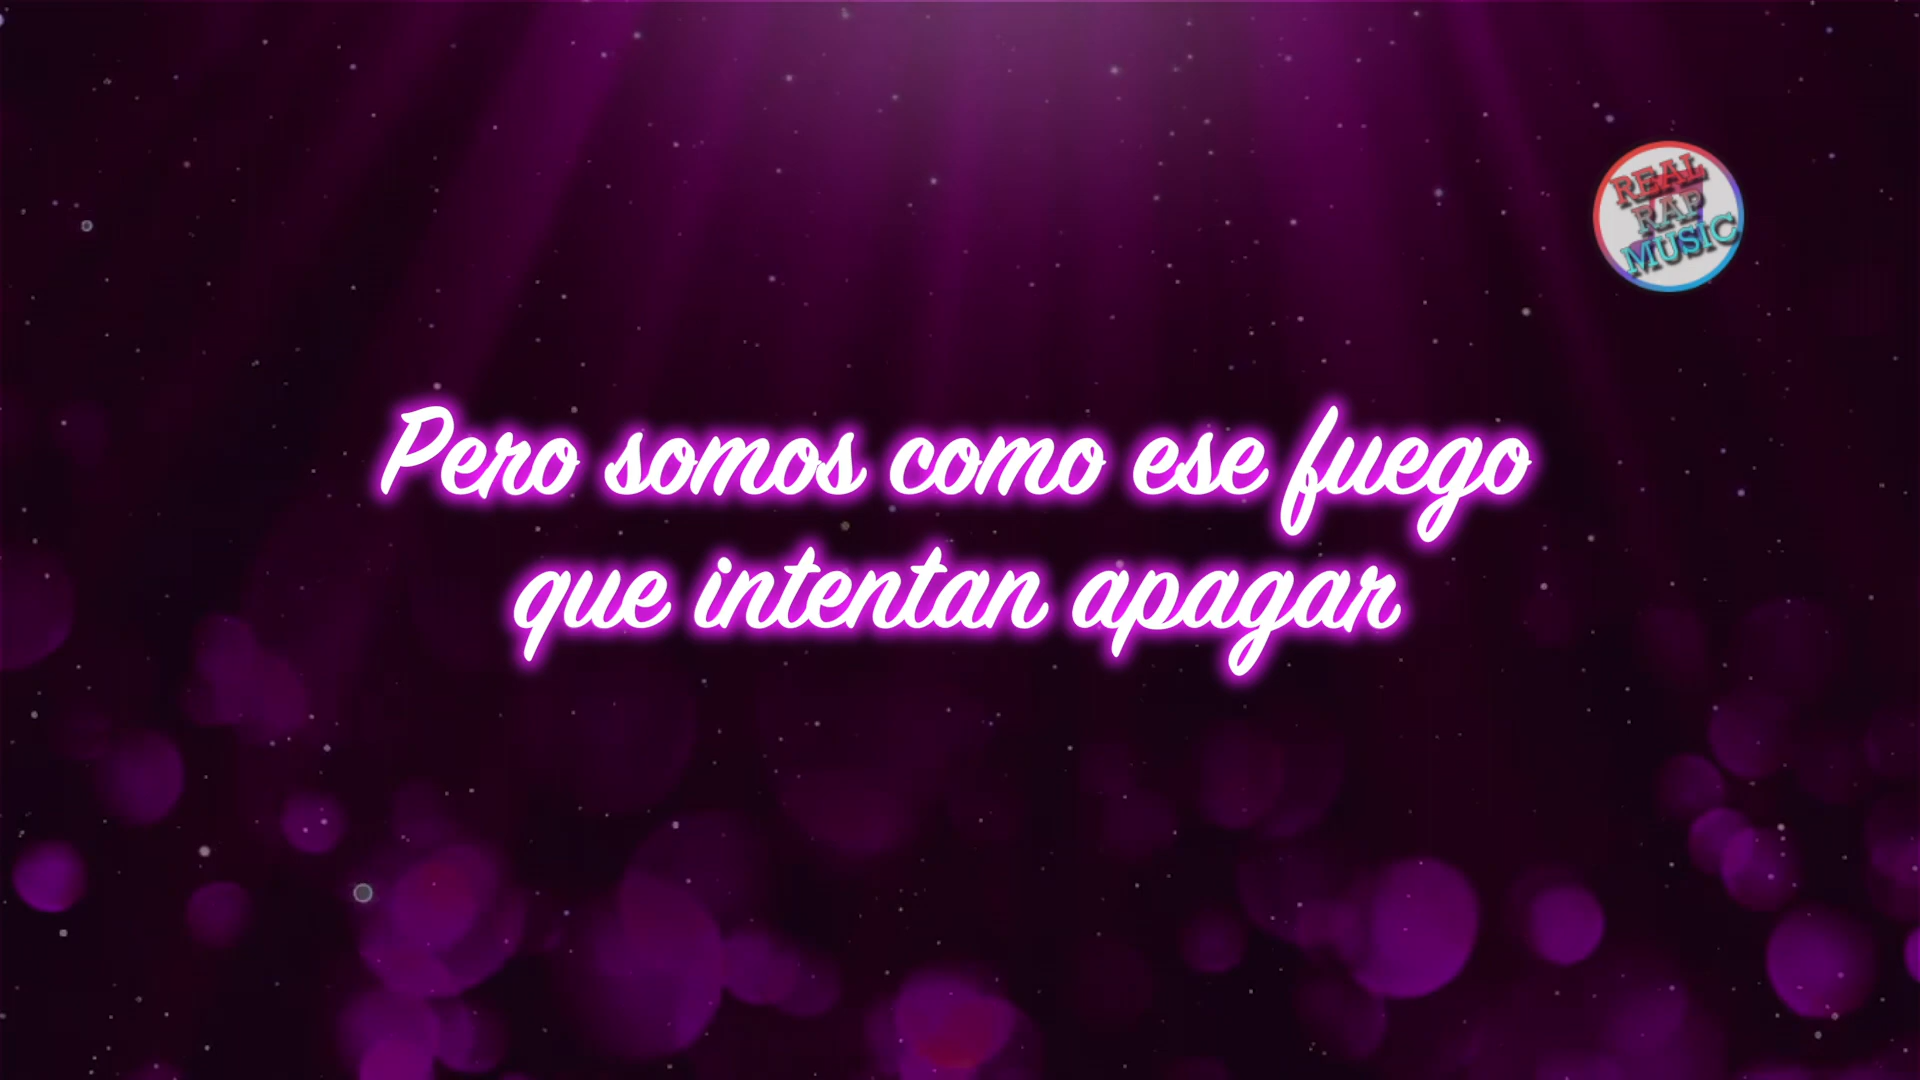 REAL
RAP
MUSIC
Pero somos como ese fuego
que intentan apagar